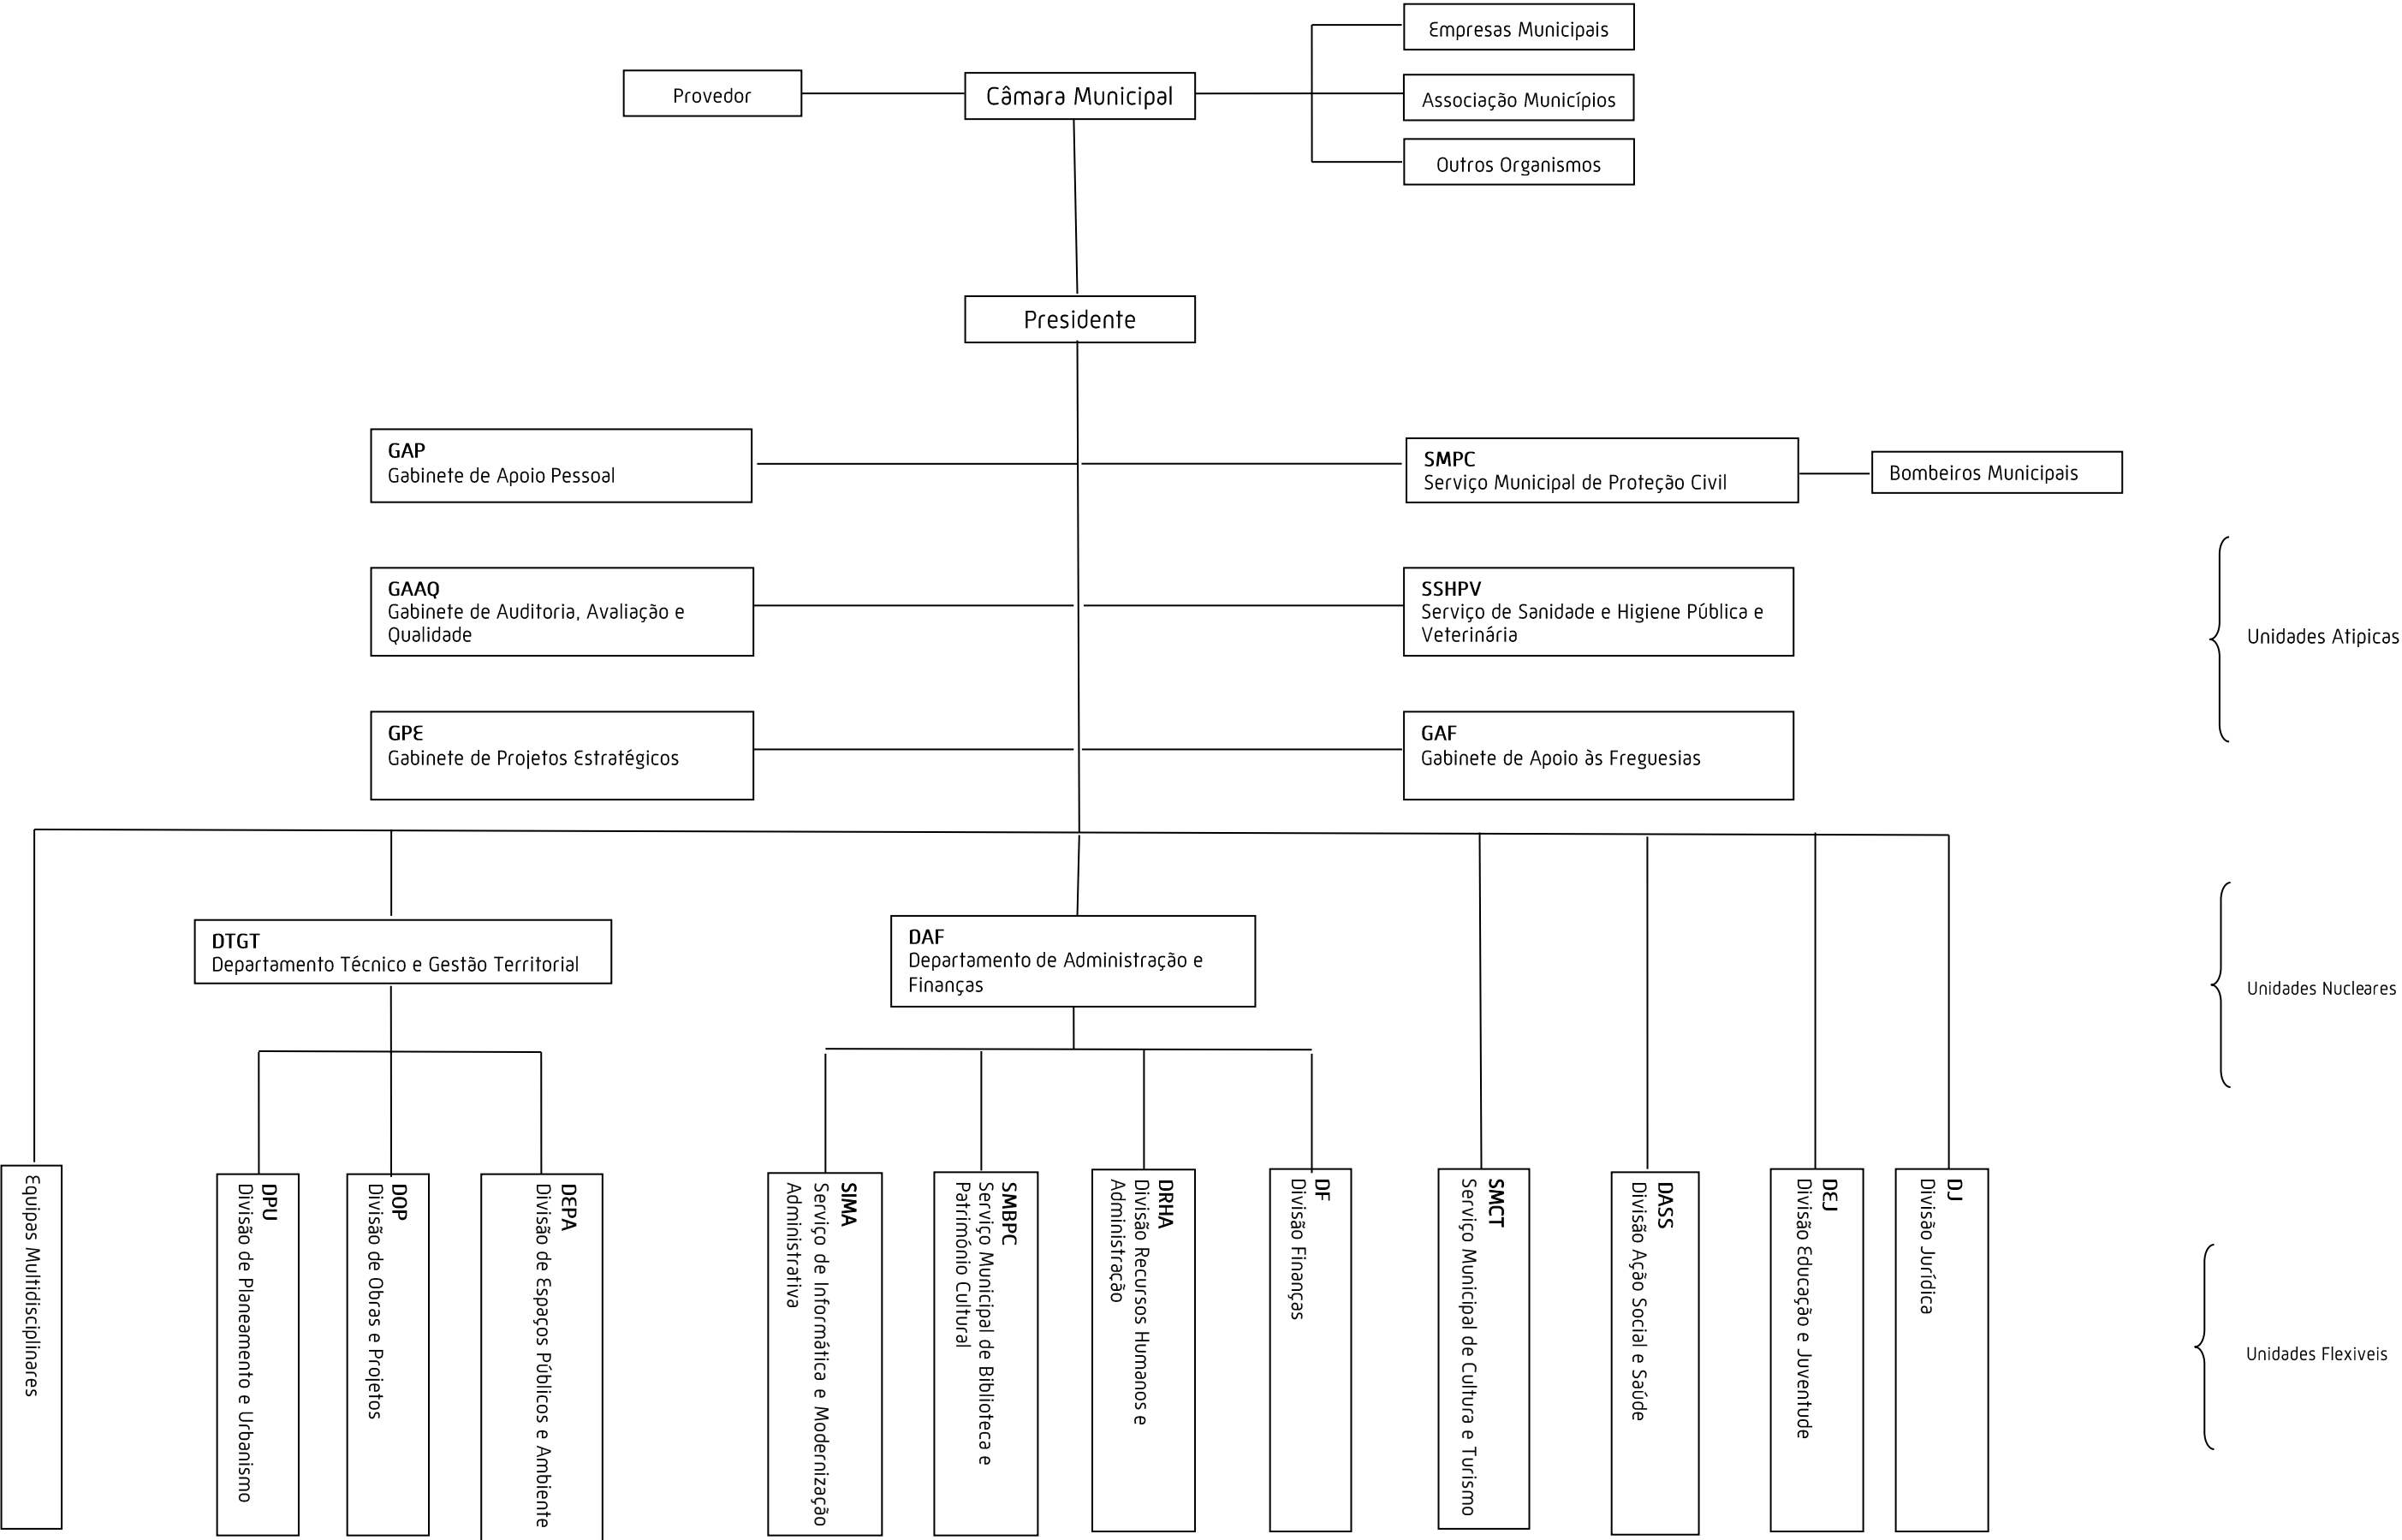 Empresas Municipais
Provedor
Câmara Municipal
Associação Municípios
Outros Organismos
Presidente
GAP
Gabinete de Apoio Pessoal
SMPC
Serviço Municipal de Proteção Civil
Bombeiros Municipais
GAAQ
Gabinete de Auditoria, Avaliação e
Qualidade
SSHPV
Serviço de Sanidade e Higiene Pública e
Veterinária
Unidades Atipicas
GPE
Gabinete de Projetos Estratégicos
GAF
Gabinete de Apoio às Freguesias
DTGT
Departamento Técnico e Gestão Territorial
DAF
Departamento de Administração e
Finanças
Unidades Nucleares
Equipas Multidisciplinares
DPU
Divisão de Planeamento e Urbanismo
DOP
Divisão de Obras e Projetos
DEPA
Divisão de Espaços Públicos e Ambiente
SIMA
Serviço de Informática e Modernização
Administrativa
SMBPC
Serviço Municipal de Biblioteca e
Património Cultural
DRHA
Divisão Recursos Humanos e
Administração
DF
Divisão Finanças
SMCT
Serviço Municipal de Cultura e Turismo
DASS
Divisão Ação Social e Saúde
DEJ
Divisão Educação e Juventude
DJ
Divisão Jurídica
Unidades Flexiveis